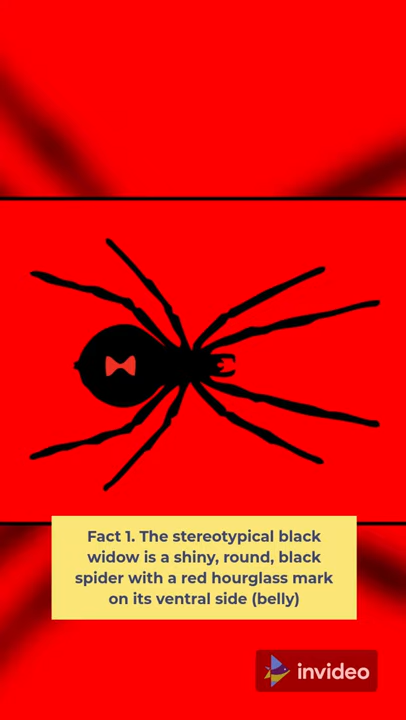 Fact 1. The stereotypical black
widow is a shiny, round, black
spider with a red hourglass mark
on its ventral side (belly)
invideo